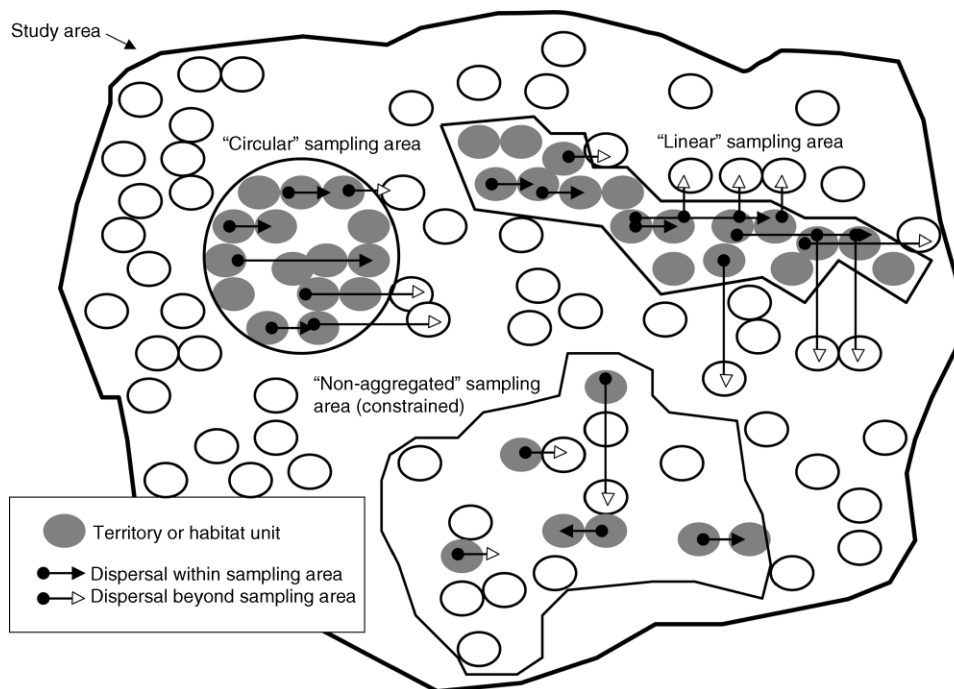 Study area
“Circular” sampling area
“Linear” sampling area
“Non-aggregated” sampling
area (constrained)
Territory or habitat unit
Dispersal within sampling area
Dispersal beyond sampling area